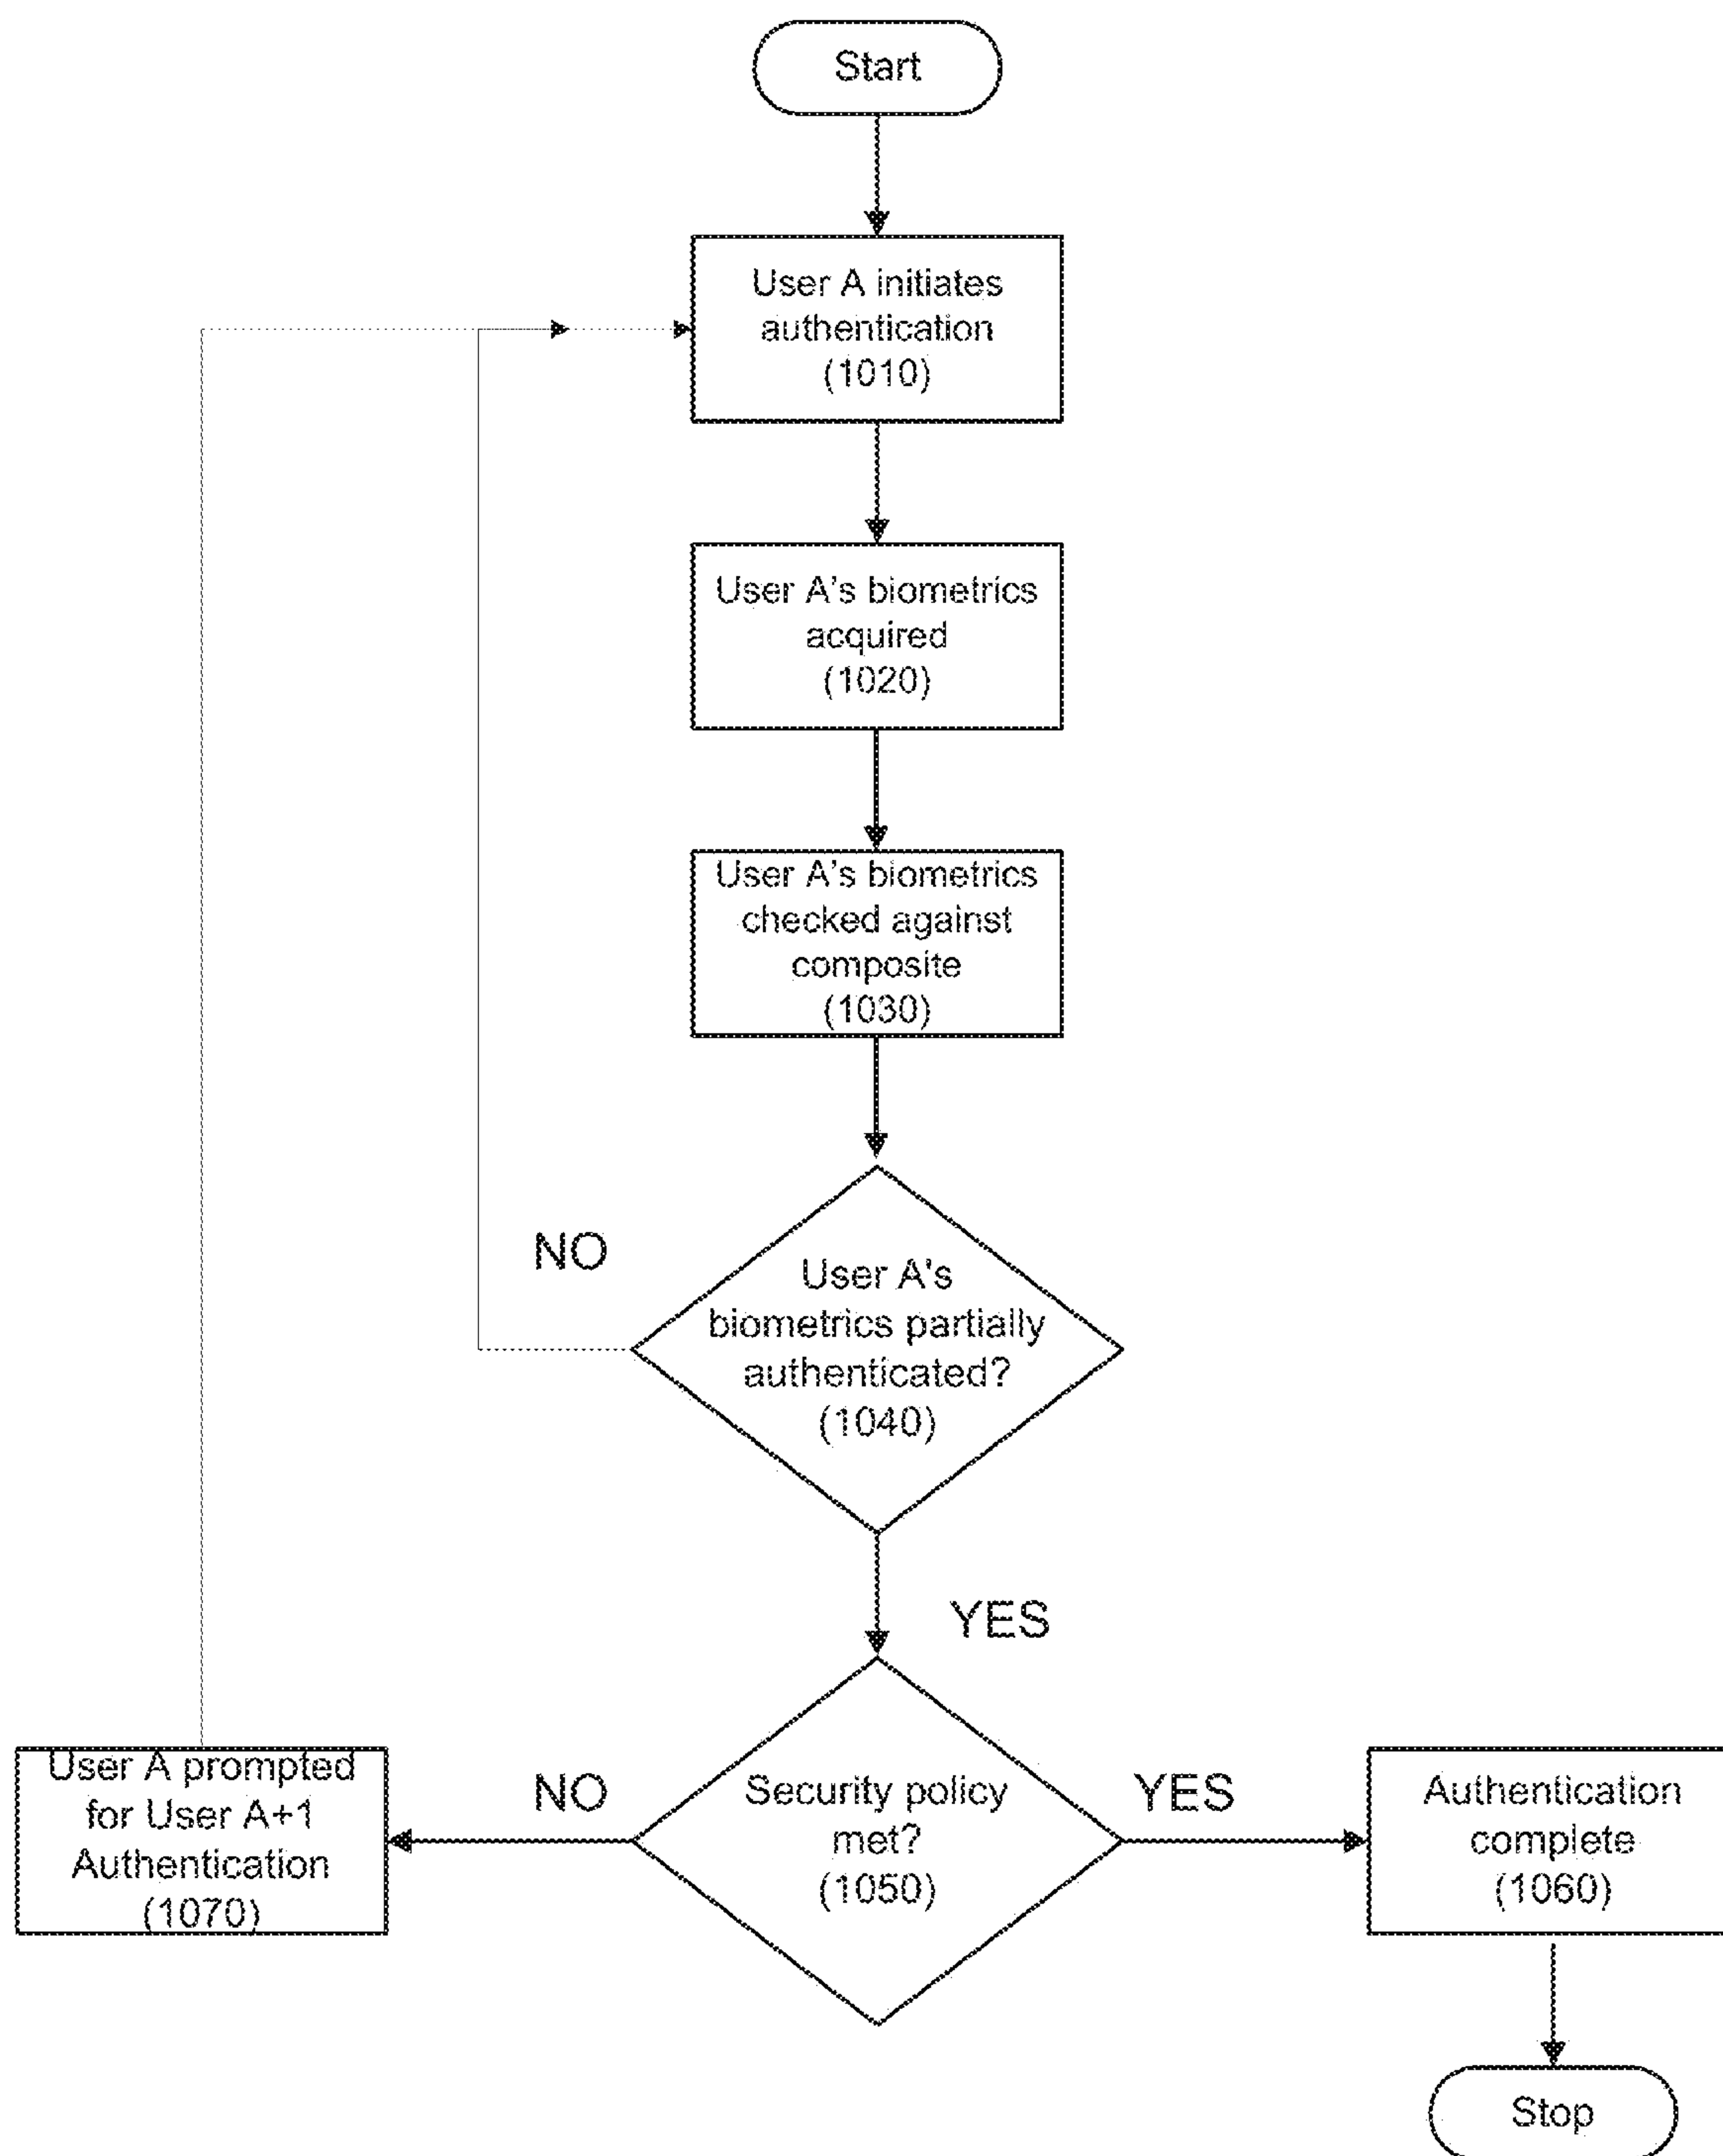 Start
User A initiates
authentication
(1010)
User A's biometrics
acquired
(1020)
User A's biometrics
checked against
composite
(1030)
NO
User A's
biometrics partially
authenticated?
(1040)
YES
User A prompted
for User A+1
Authentication
(1070)
NO
Security policy
met?
(1050)
YES
Authentication
complete
(1060)
Stop